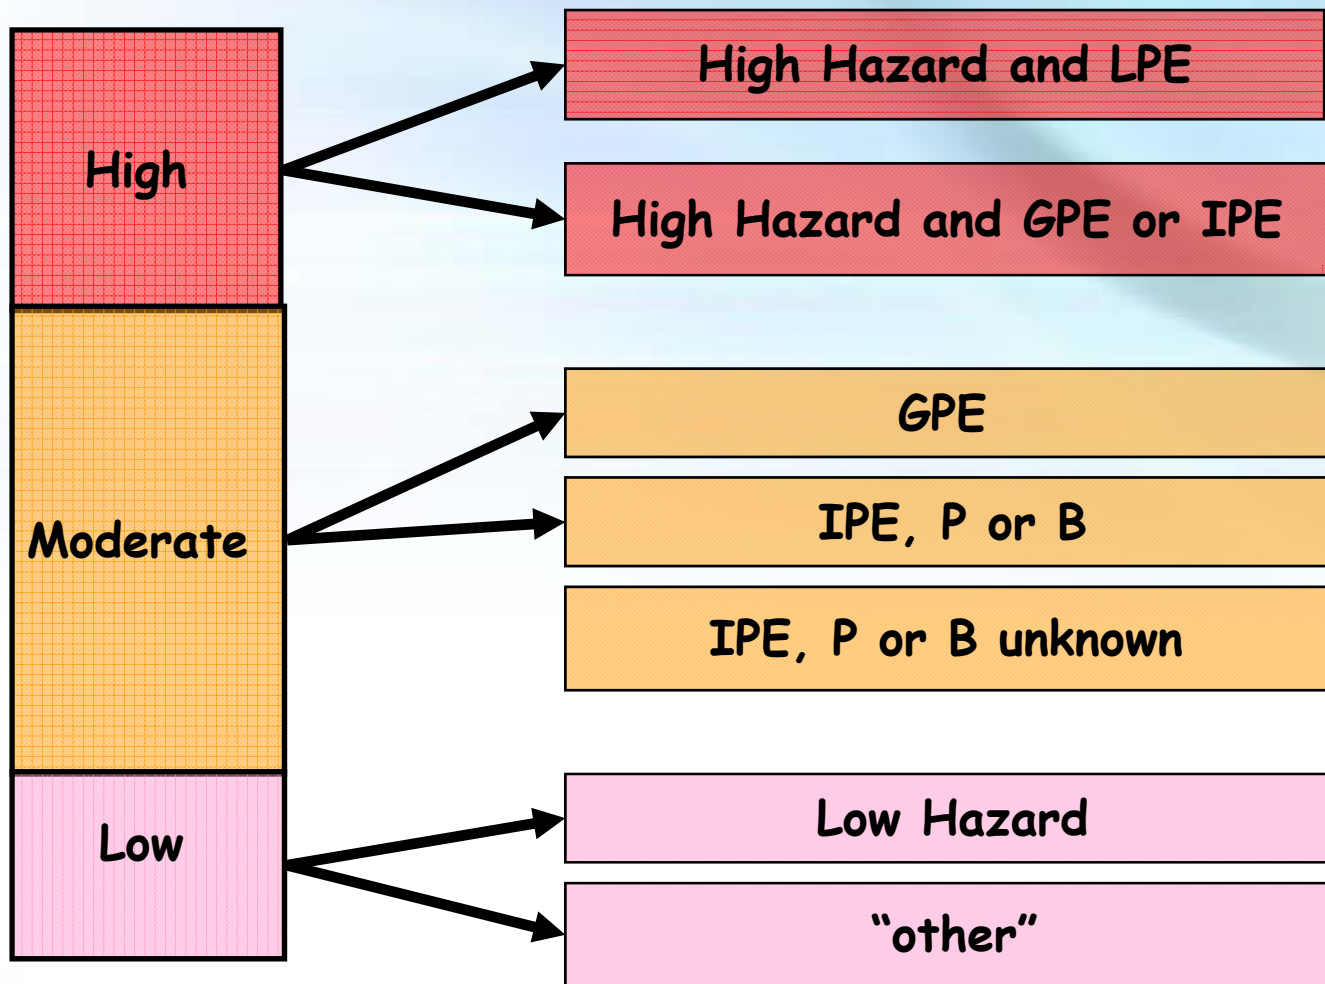 High
High Hazard and LPE
High Hazard and GPE or IPE
Moderate
GPE
IPE, P or B
IPE, P or B unknown
Low
Low Hazard
“other”